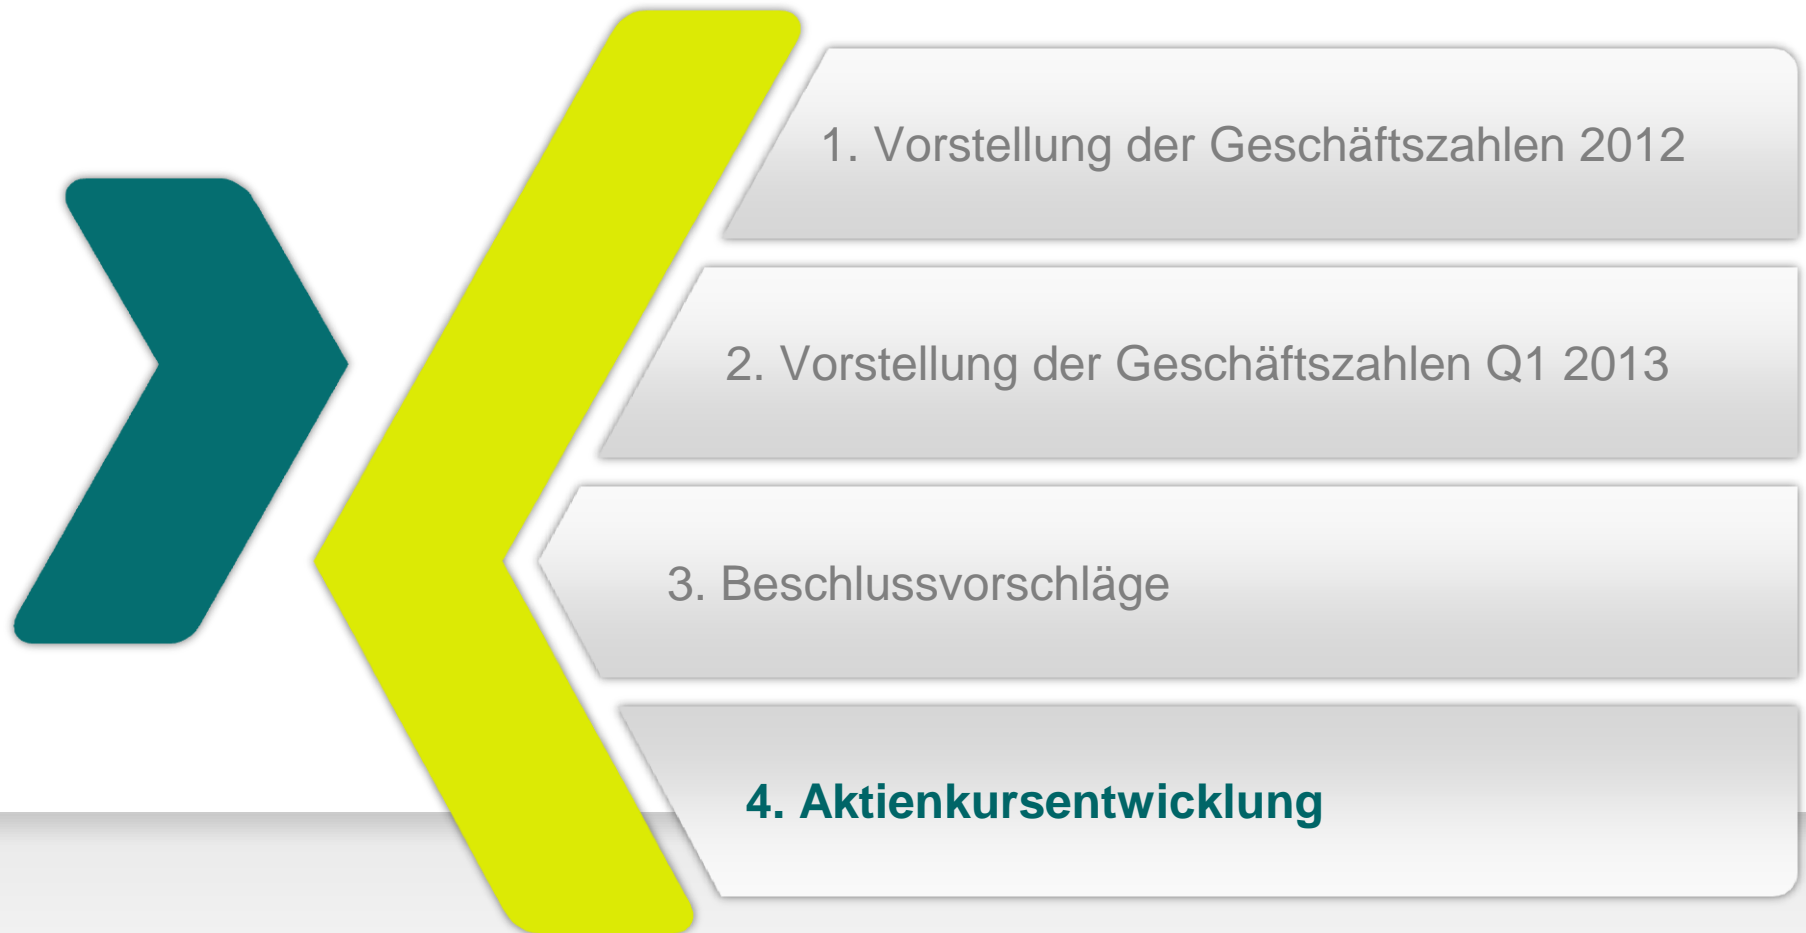 1. Vorstellung der Geschäftszahlen 2012
2. Vorstellung der Geschäftszahlen Q1 2013
3. Beschlussvorschläge
4. Aktienkursentwicklung